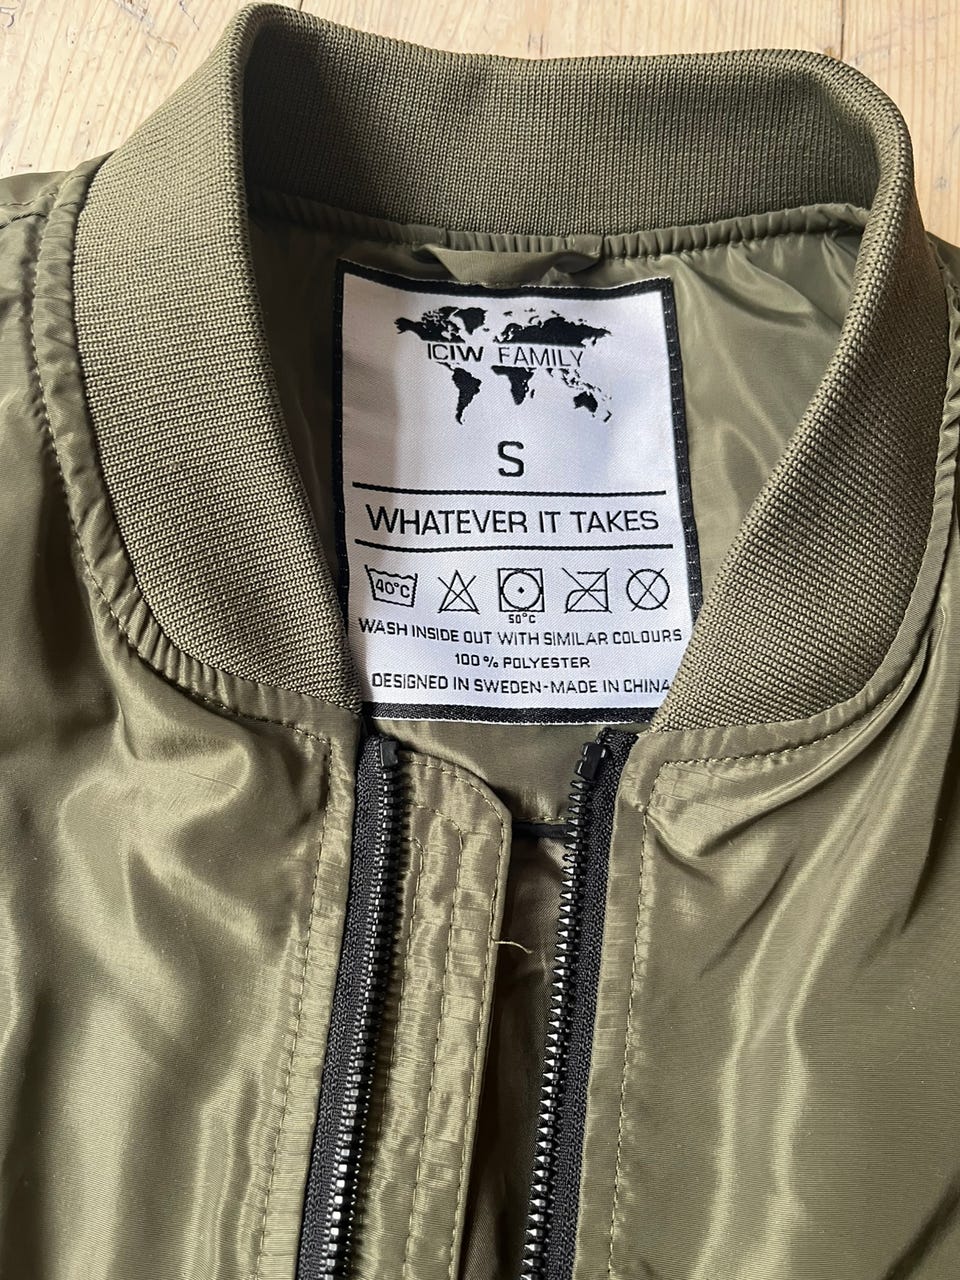 ICIW FAMILY
S
WHATEVER IT TAKES
40°C
50°C
WASH INSIDE OUT WITH SIMILAR COLOURS
100% POLYESTER
DESIGNED IN SWEDEN-MADE IN CHINA